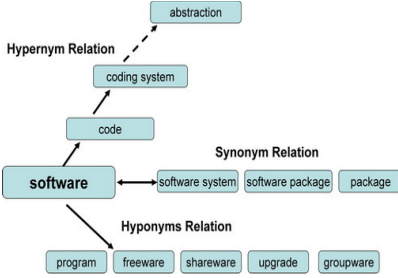 abstraction
Hypernym Relation
coding system
code
Synonym Relation
software
software system
software package
package
Hyponyms Relation
program
freeware
shareware
upgrade
groupware